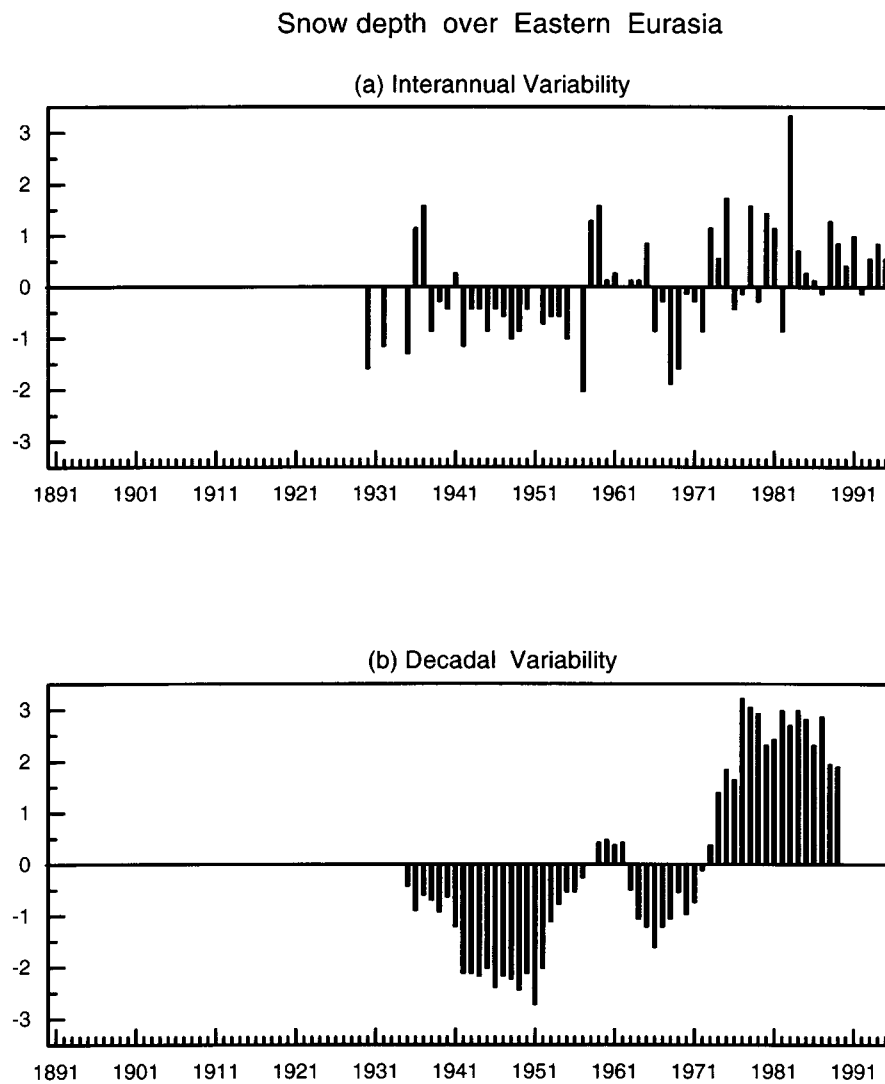 Snow depth over Eastern Eurasia
(a) Interannual Variability
3
2
1
0
-1
-2
-3
1891 1901 1911 1921 1931 1941 1951 1961 1971 1981 1991
(b) Decadal Variability
3
2
1
0
-1
-2
-3
1891 1901 1911 1921 1931 1941 1951 1961 1971 1981 1991